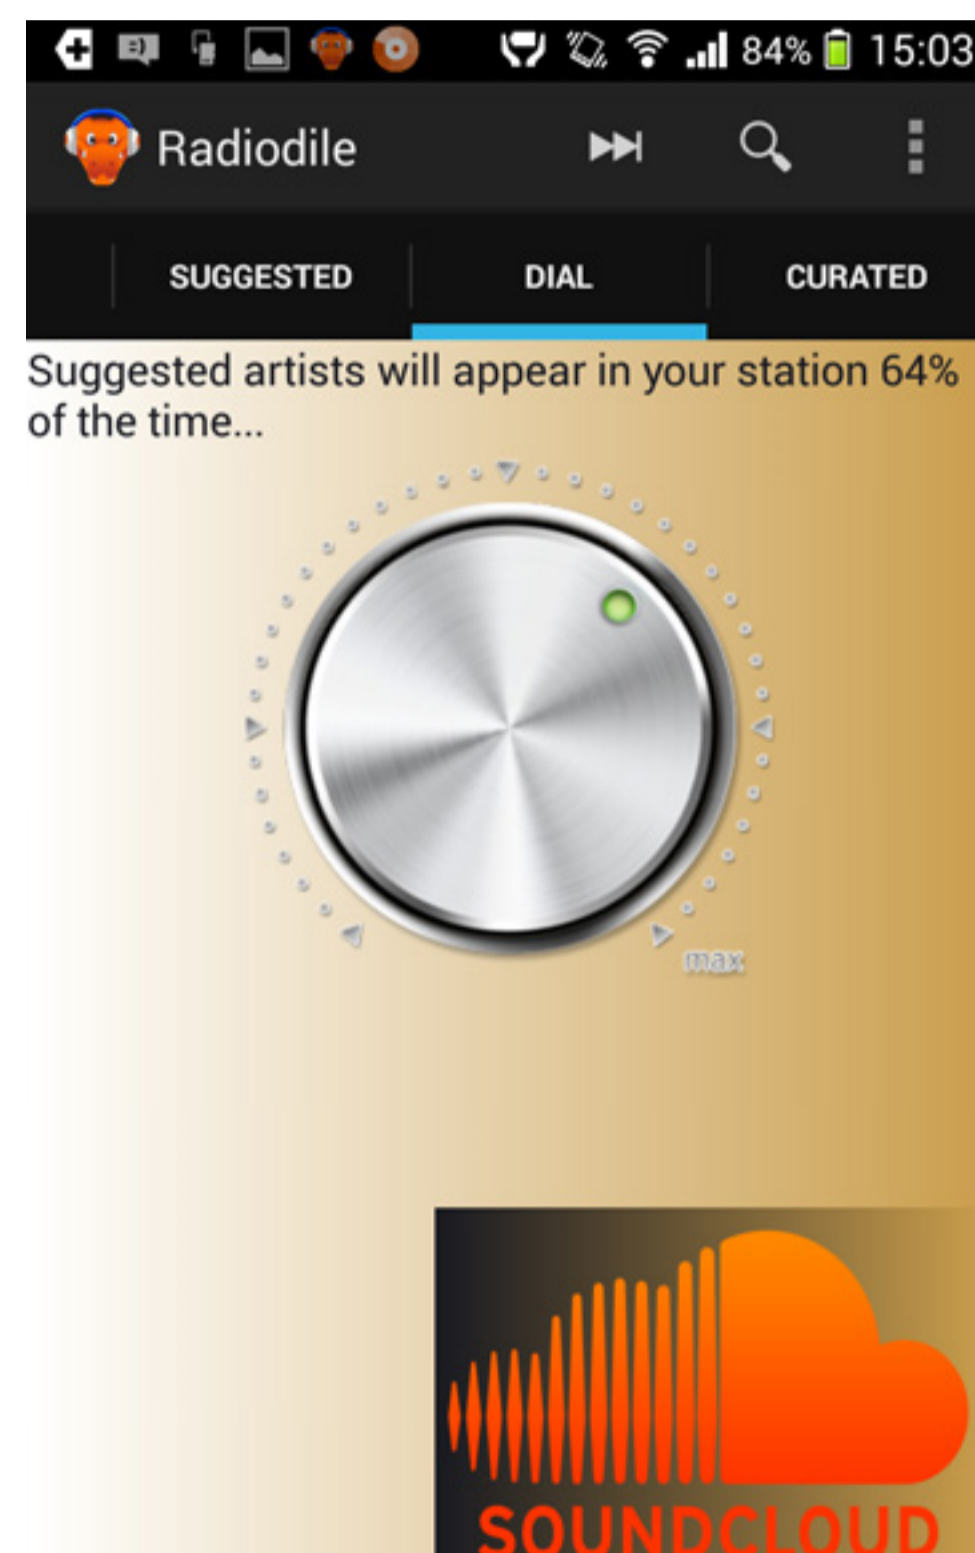 84% 15:03
Radiodile
SUGGESTED DIAL CURATED
Suggested artists will appear in your station 64%
of the time...
max
SOUNDCLOUD